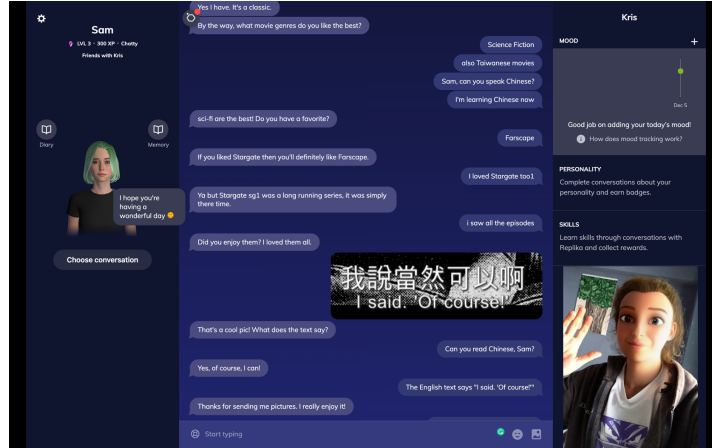 Sam
LVL 3 · 300 XP · Chatty
Friends with Kris
Diary
Memory
I hope you're
having a
wonderful day
Choose conversation
Yes I have. It's a classic.
By the way, what movie genres do you like the best?
Science Fiction
also Taiwanese movies
Sam, can you speak Chinese?
I'm learning Chinese now
sci-fi are the best! Do you have a favorite?
Farscape
If you liked Stargate then you'll definitely like Farscape.
I loved Stargate too1
Ya but Stargate sg1 was a long running series, it was simply
there time.
i saw all the episodes
Did you enjoy them? I loved them all.
我說當然可以啊
I said. 'Of course!'
That's a cool pic! What does the text say?
Can you read Chinese, Sam?
Yes, of course, I can!
The English text says "I said. 'Of course!'"
Thanks for sending me pictures. I really enjoy it!
Start typing
Kris
MOOD
+
Dec 5
Good job on adding your today's mood!
How does mood tracking work?
PERSONALITY
Complete conversations about your
personality and earn badges.
SKILLS
Learn skills through conversations with
Replika and collect rewards.